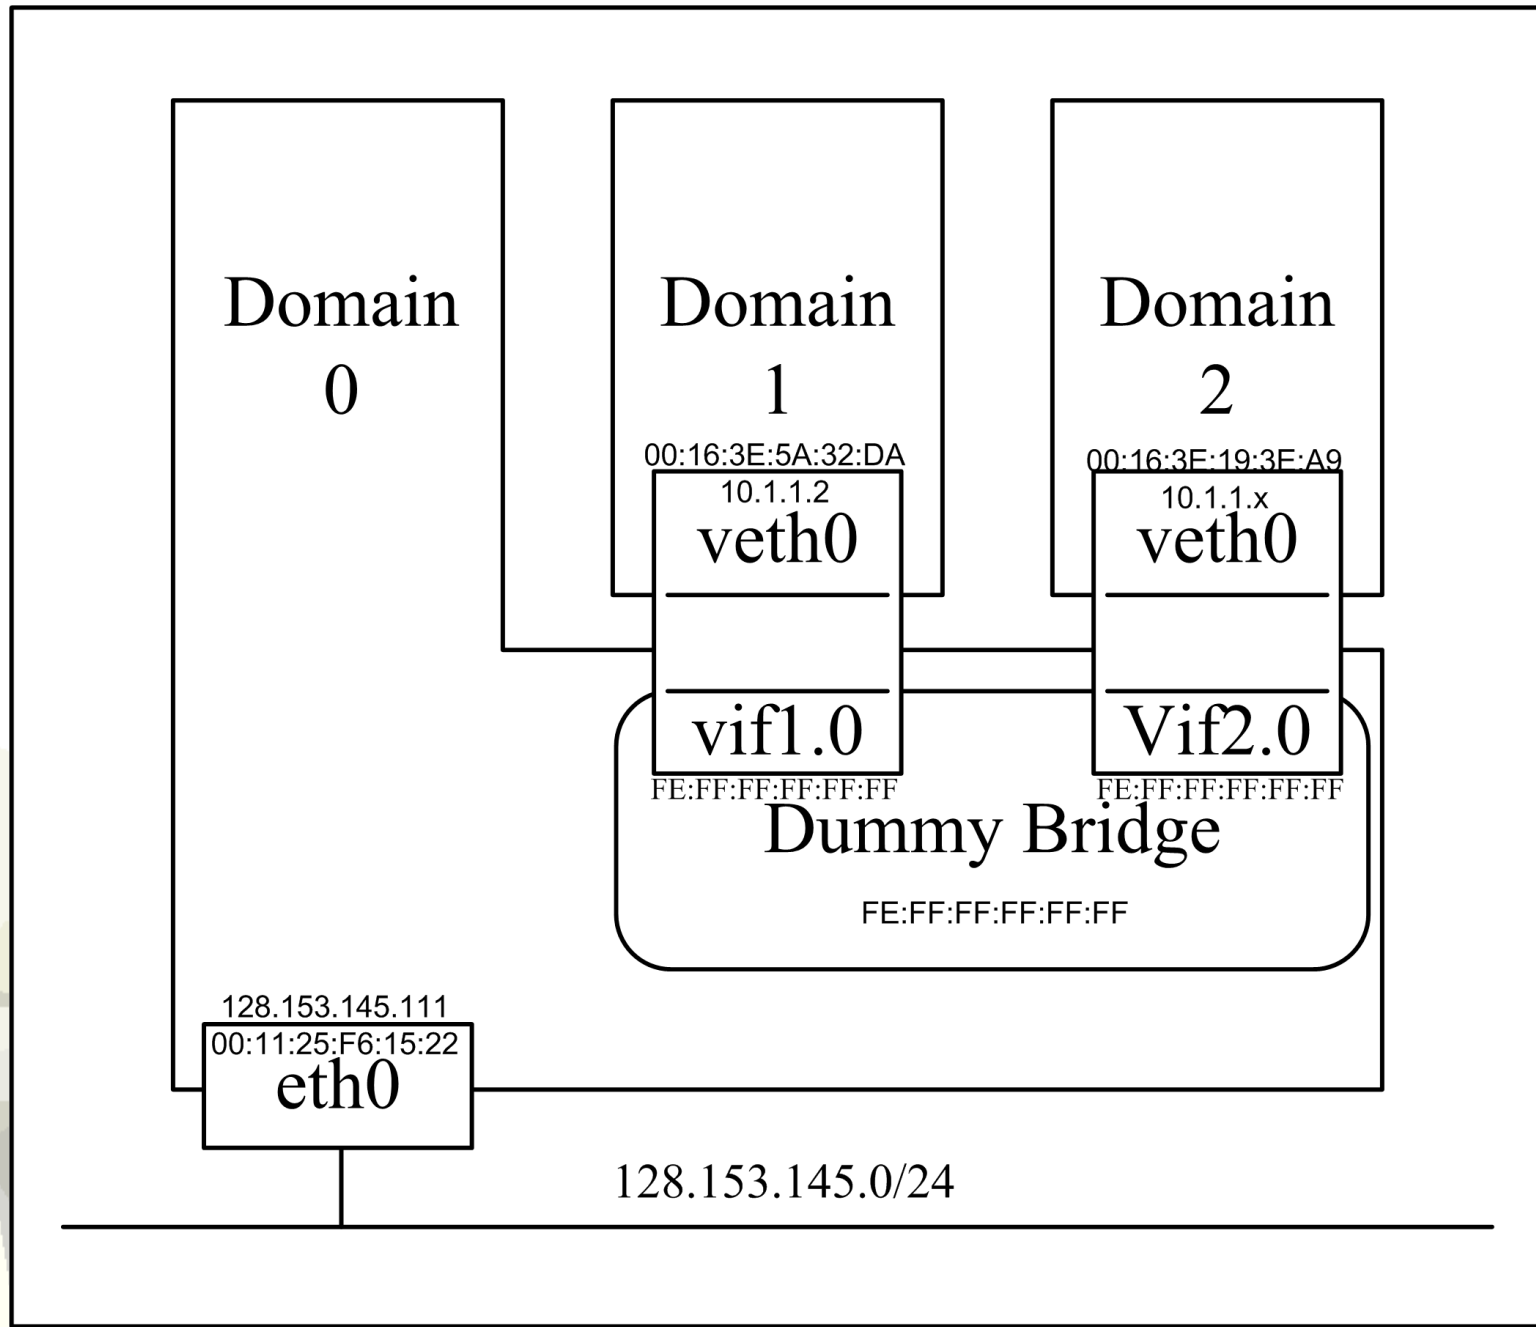 Domain
0
Domain
1
Domain
2
00:16:3E:5A:32:DA
10.1.1.2
veth0
00:16:3E:19:3E:A9
10.1.1.x
veth0
vif1.0
FE:FF:FF:FF:FF:FF
Vif2.0
FE:FF:FF:FF:FF:FF
Dummy Bridge
FE:FF:FF:FF:FF:FF
128.153.145.111
00:11:25:F6:15:22
eth0
128.153.145.0/24